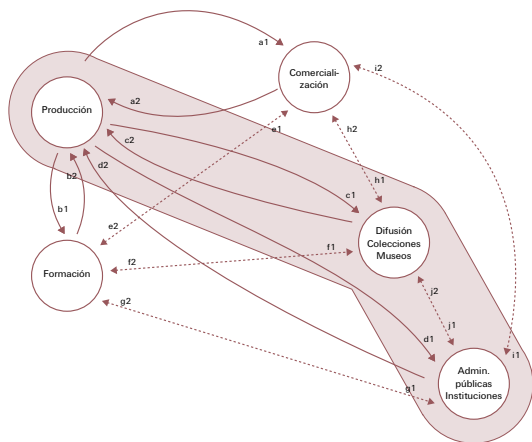 a1
i2
Comerciali-
zación
a2
Producción
e1
h2
c2
d2
b2
h1
c1
b1
e2
Difusión
Colecciones
Museos
f1
f2
Formación
j2
g2
j1
d1
i1
Admin.
públicas
Instituciones
g1